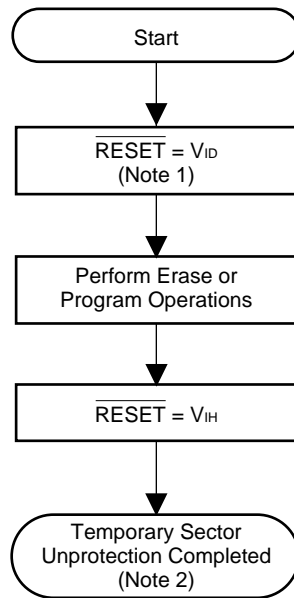 Start
RESET = VID
(Note 1)
Perform Erase or
Program Operations
RESET = VIH
Temporary Sector
Unprotection Completed
(Note 2)